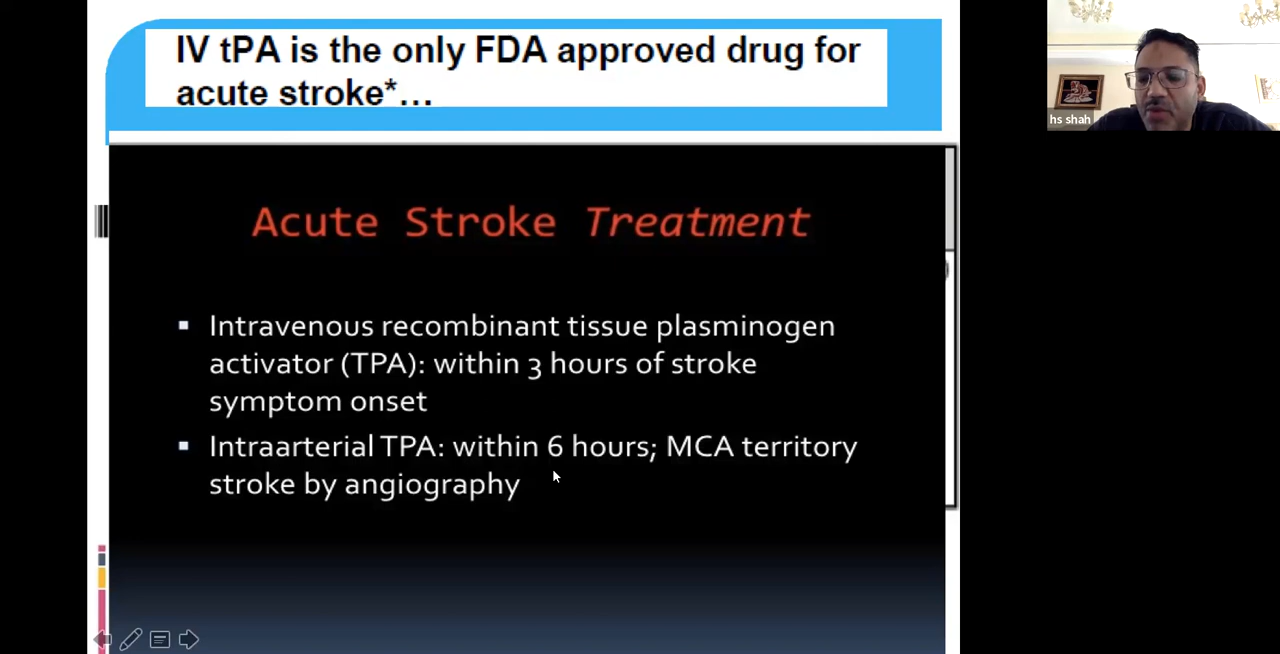 IV tPA is the only FDA approved drug for
acute stroke*...
hs shah
Acute Stroke Treatment
Intravenous recombinant tissue plasminogen
activator (TPA): within 3 hours of stroke
symptom onset
Intraarterial TPA: within 6 hours; MCA territory
stroke by angiography